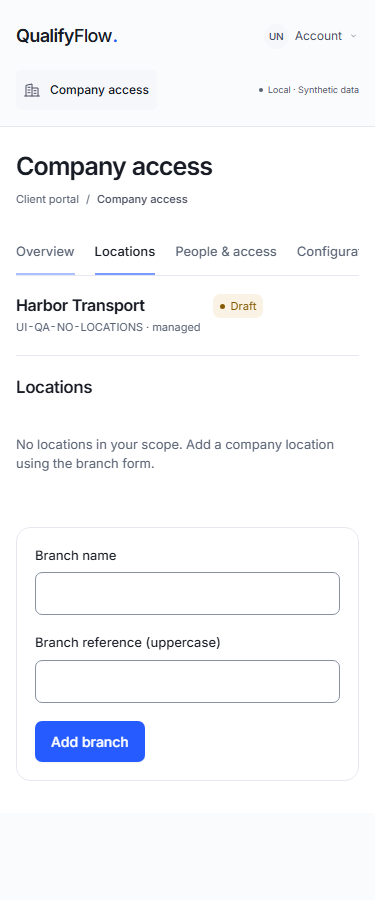 QualifyFlow.
UN Account
Company access
Local · Synthetic data
Company access
Client portal / Company access
Overview Locations People & access Configurat
Harbor Transport
Draft
UI-QA-NO-LOCATIONS · managed
Locations
No locations in your scope. Add a company location
using the branch form.
Branch name
Branch reference (uppercase)
Add branch